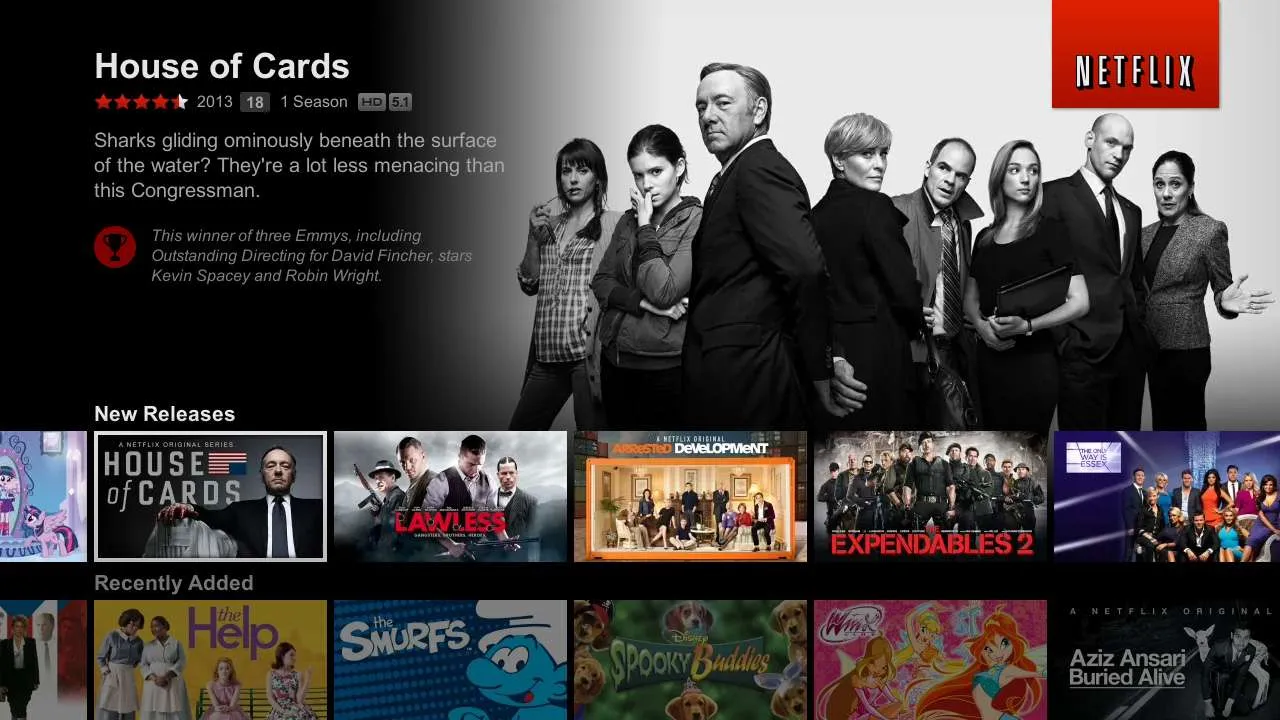 House of Cards
NETFLIX
2013 18 1 Season HD 5.1
Sharks gliding ominously beneath the surface
of the water? They're a lot less menacing than
this Congressman.
This winner of three Emmys, including
Outstanding Directing for David Fincher, stars
Kevin Spacey and Robin Wright.
New Releases
A NETFLIX ORIGINAL SERIES
HOUSE
of CARDS
LAWLESS
GANGSTERS. BROTHERS. HEROES.
A NETFLIX ORIGINAL
ARRESTED DEVELOPMENT
THE
EXPENDABLES 2
THE ONLY
WAY IS
ESSEX
Recently Added
the
Help
the
SMURFS
Disney
SPOOKY Buddies
Winx
A NETFLIX ORIGINAL
Aziz Ansari
Buried Alive